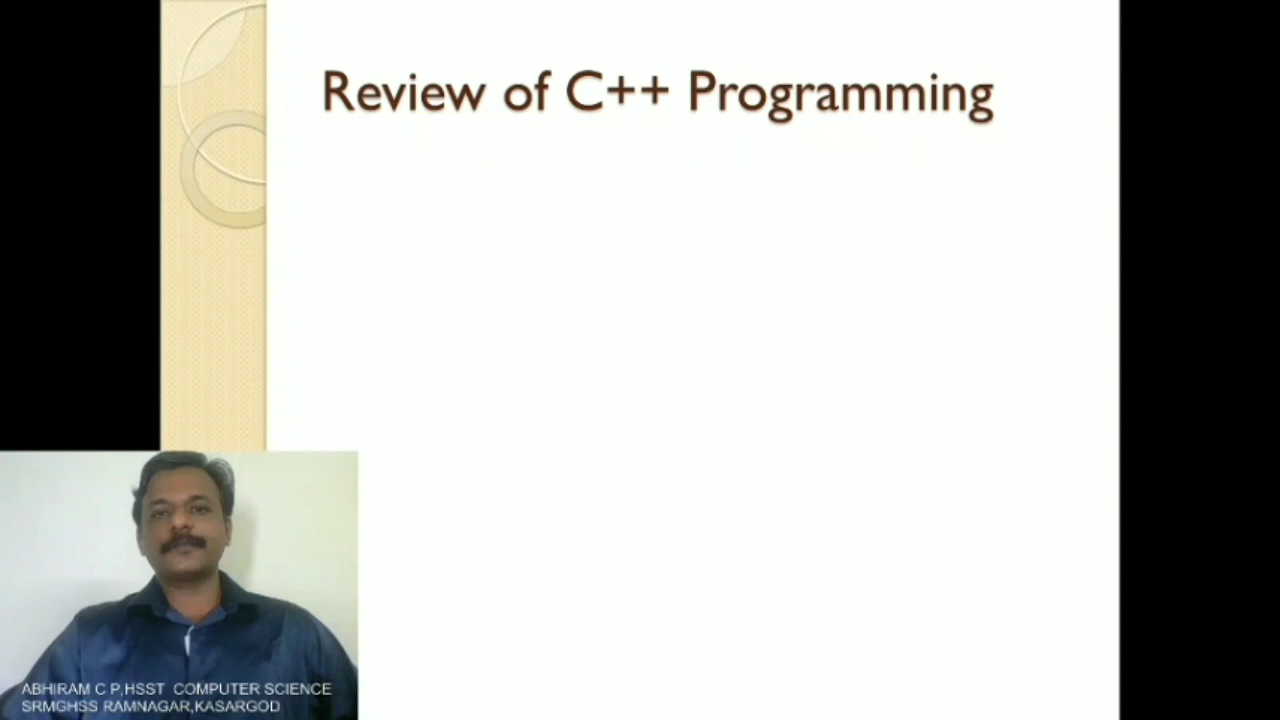 Review of C++ Programming
ABHIRAM C P,HSST COMPUTER SCIENCE
SRMGHSS RAMNAGAR,KASARGOD